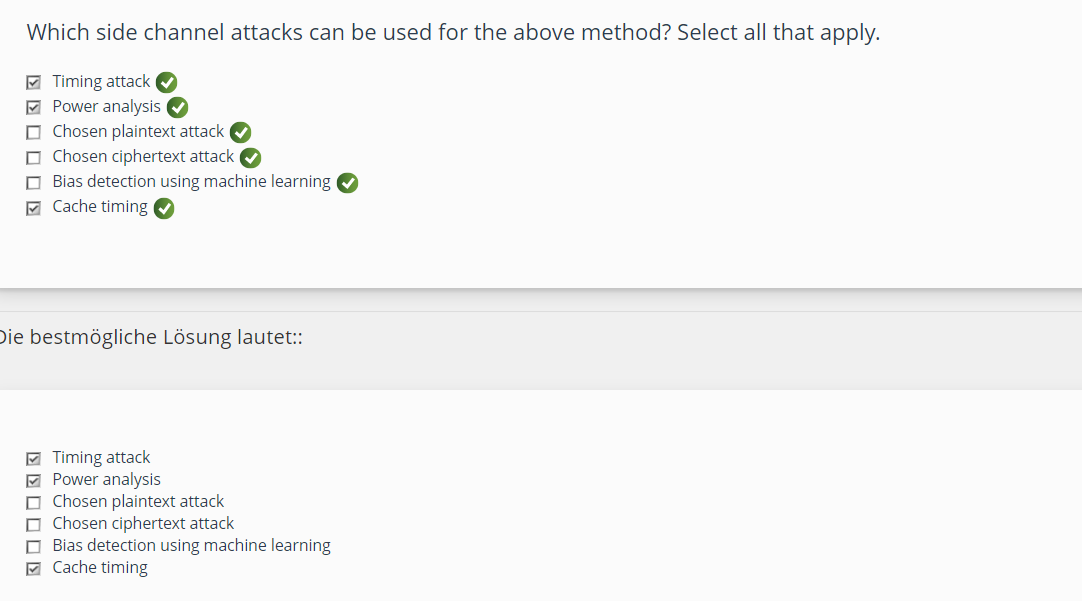 Which side channel attacks can be used for the above method? Select all that apply.
Timing attack
Power analysis
Chosen plaintext attack
Chosen ciphertext attack
Bias detection using machine learning
Cache timing
Die bestmögliche Lösung lautet::
Timing attack
Power analysis
Chosen plaintext attack
Chosen ciphertext attack
Bias detection using machine learning
Cache timing